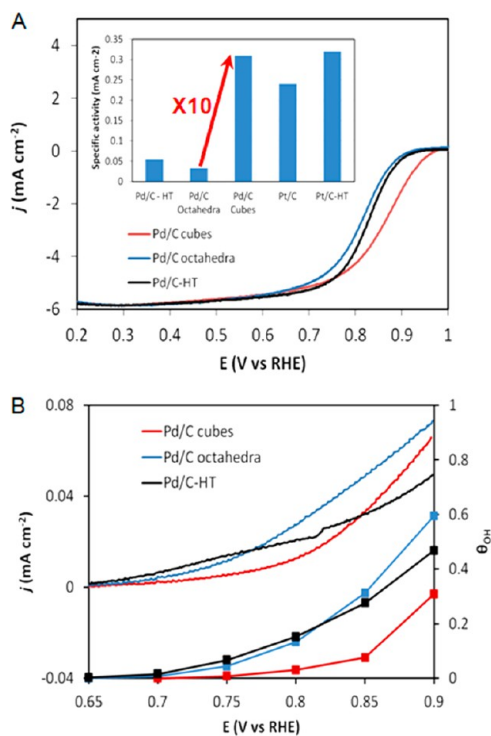 A
4
2
0
-2
-4
-6
j (mA cm-2)
0.35
0.3
0.25
0.2
0.15
0.1
0.05
0
Specific activity (mA cm-2)
X10
Pd/C - HT
Pd/C
Octahedra
Pd/C
Cubes
Pt/C
Pt/C-HT
Pd/C cubes
Pd/C octahedra
Pd/C-HT
0.2 0.3 0.4 0.5 0.6 0.7 0.8 0.9 1
E (V vs RHE)
B
0.08
0.04
0
-0.04
j (mA cm-2)
Pd/C cubes
Pd/C octahedra
Pd/C-HT
1
0.8
0.6
0.4
0.2
0
θOH
0.65 0.7 0.75 0.8 0.85 0.9
E (V vs RHE)